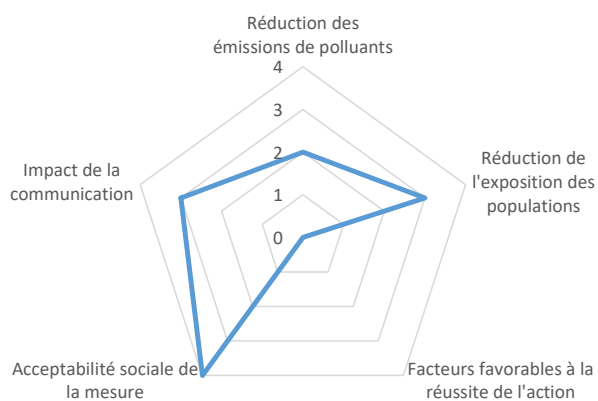 Réduction des
émissions de polluants
4
3
2
1
0
Réduction de
l'exposition des
populations
Facteurs favorables à la
réussite de l'action
Acceptabilité sociale de
la mesure
Impact de la
communication